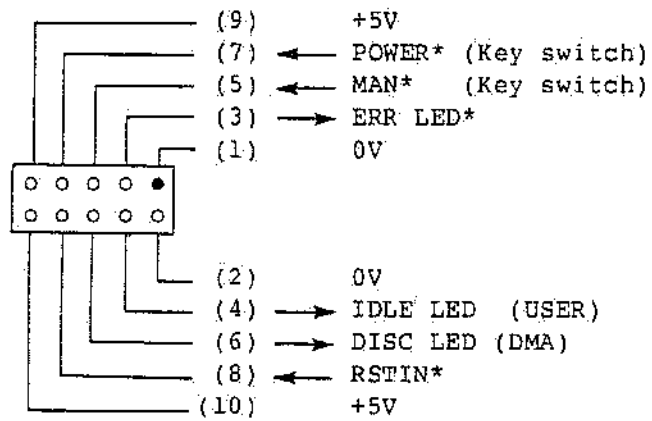 (9) +5V
(7) POWER* (Key switch)
(5) MAN* (Key switch)
(3) ERR LED*
(1) 0V
(2) 0V
(4) IDLE LED (USER)
(6) DISC LED (DMA)
(8) RSTIN*
(10) +5V